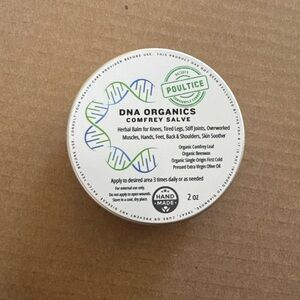 POULTICE
DNA ORGANICS
COMFREY SALVE
Herbal Balm for Knees, Tired Legs, Stiff Joints, Overworked
Muscles, Hands, Feet, Back & Shoulders, Skin Soother
Organic Comfrey Leaf
Organic Beeswax
Organic Single Origin First Cold
Pressed Extra Virgin Olive Oil
Apply to desired area 3 times daily or as needed
For external use only.
Do not apply to open wounds.
Store in a cool, dry place.
HAND
MADE
2 oz